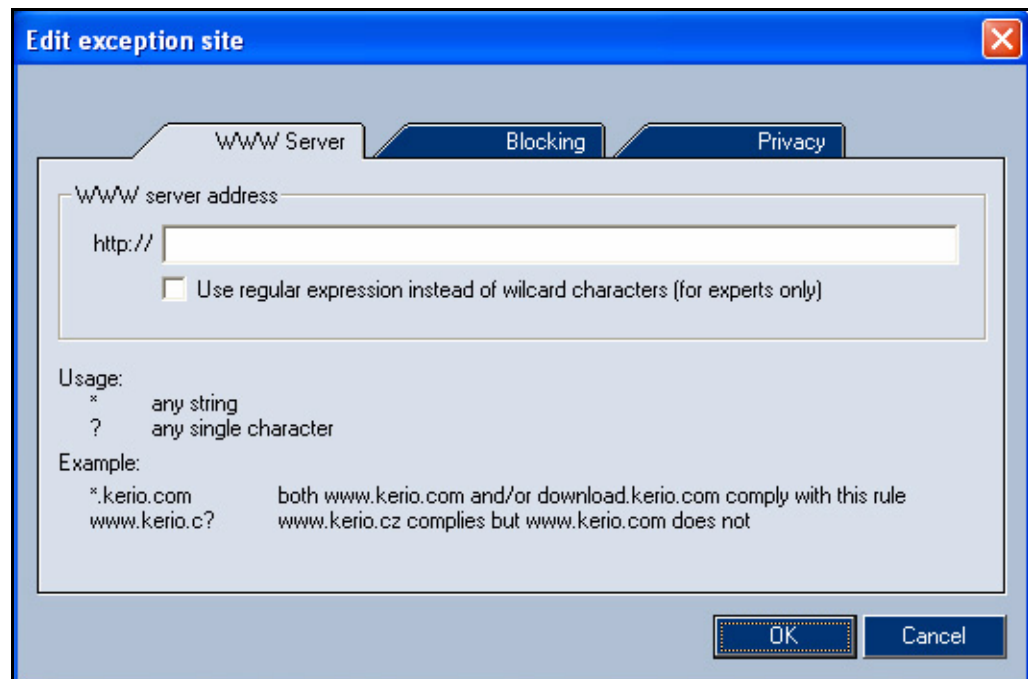 Edit exception site
WWW Server Blocking Privacy
WWW server address
http://
Use regular expression instead of wilcard characters (for experts only)
Usage:
* any string
? any single character
Example:
*.kerio.com both www.kerio.com and/or download.kerio.com comply with this rule
www.kerio.c? www.kerio.cz complies but www.kerio.com does not
OK Cancel